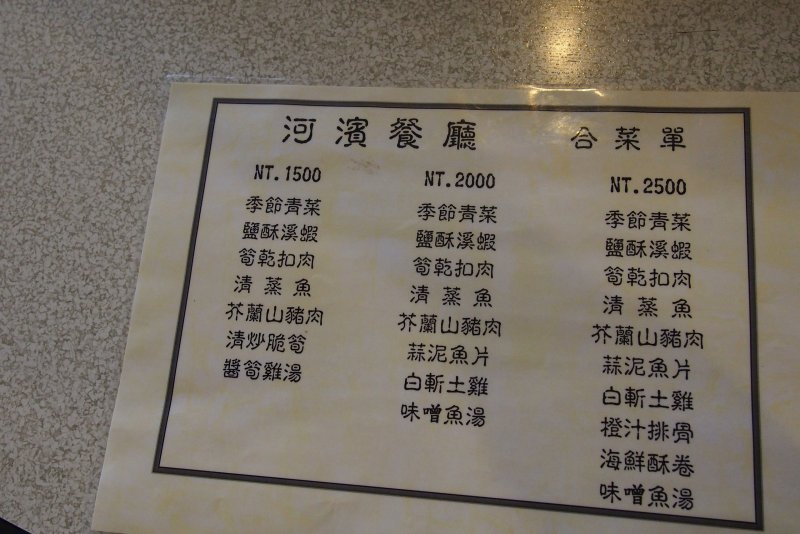 河濱餐廳 合菜單
NT.1500
季節青菜
鹽酥溪蝦
筍乾扣肉
清蒸魚
芥蘭山豬肉
清炒脆筍
醬筍雞湯
NT.2000
季節青菜
鹽酥溪蝦
筍乾扣肉
清蒸魚
芥蘭山豬肉
蒜泥魚片
白斬土雞
味噌魚湯
NT.2500
季節青菜
鹽酥溪蝦
筍乾扣肉
清蒸魚
芥蘭山豬肉
蒜泥魚片
白斬土雞
橙汁排骨
海鮮酥卷
味噌魚湯